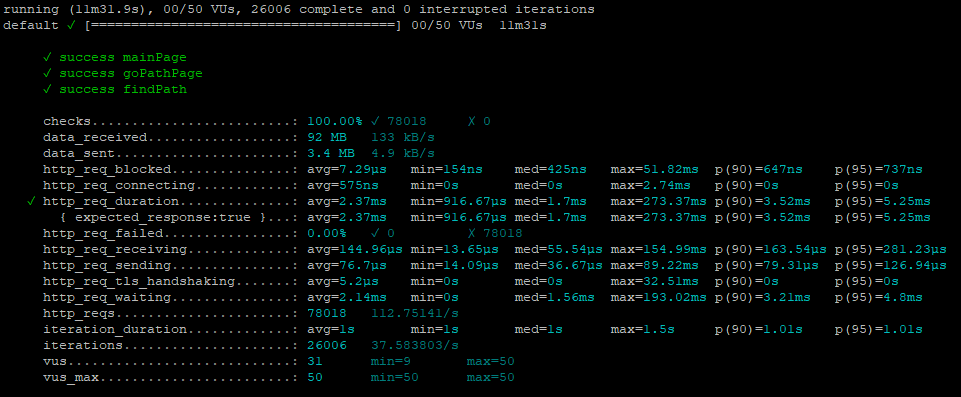 running (11m31.9s), 00/50 VUs, 26006 complete and 0 interrupted iterations
default ✓ [======================================] 00/50 VUs  11m31s

     ✓ success mainPage
     ✓ success goPathPage
     ✓ success findPath

     checks.........................: 100.00% ✓ 78018     ✗ 0
     data_received..................: 92 MB   133 kB/s
     data_sent......................: 3.4 MB  4.9 kB/s
     http_req_blocked...............: avg=7.29µs   min=154ns    med=425ns   max=51.82ms  p(90)=647ns    p(95)=737ns
     http_req_connecting............: avg=575ns    min=0s       med=0s      max=2.74ms   p(90)=0s       p(95)=0s
   ✓ http_req_duration..............: avg=2.37ms   min=916.67µs med=1.7ms   max=273.37ms p(90)=3.52ms   p(95)=5.25ms
       { expected_response:true }...: avg=2.37ms   min=916.67µs med=1.7ms   max=273.37ms p(90)=3.52ms   p(95)=5.25ms
     http_req_failed................: 0.00%   ✓ 0         ✗ 78018
     http_req_receiving.............: avg=144.96µs min=13.65µs  med=55.54µs max=154.99ms p(90)=163.54µs p(95)=281.23µs
     http_req_sending...............: avg=76.7µs   min=14.09µs  med=36.67µs max=89.22ms  p(90)=79.31µs  p(95)=126.94µs
     http_req_tls_handshaking.......: avg=5.2µs    min=0s       med=0s      max=32.51ms  p(90)=0s       p(95)=0s
     http_req_waiting...............: avg=2.14ms   min=0s       med=1.56ms  max=193.02ms p(90)=3.21ms   p(95)=4.8ms
     http_reqs......................: 78018   112.75141/s
     iteration_duration.............: avg=1s       min=1s       med=1s      max=1.5s     p(90)=1.01s    p(95)=1.01s
     iterations.....................: 26006   37.583803/s
     vus............................: 31      min=9       max=50
     vus_max........................: 50      min=50      max=50